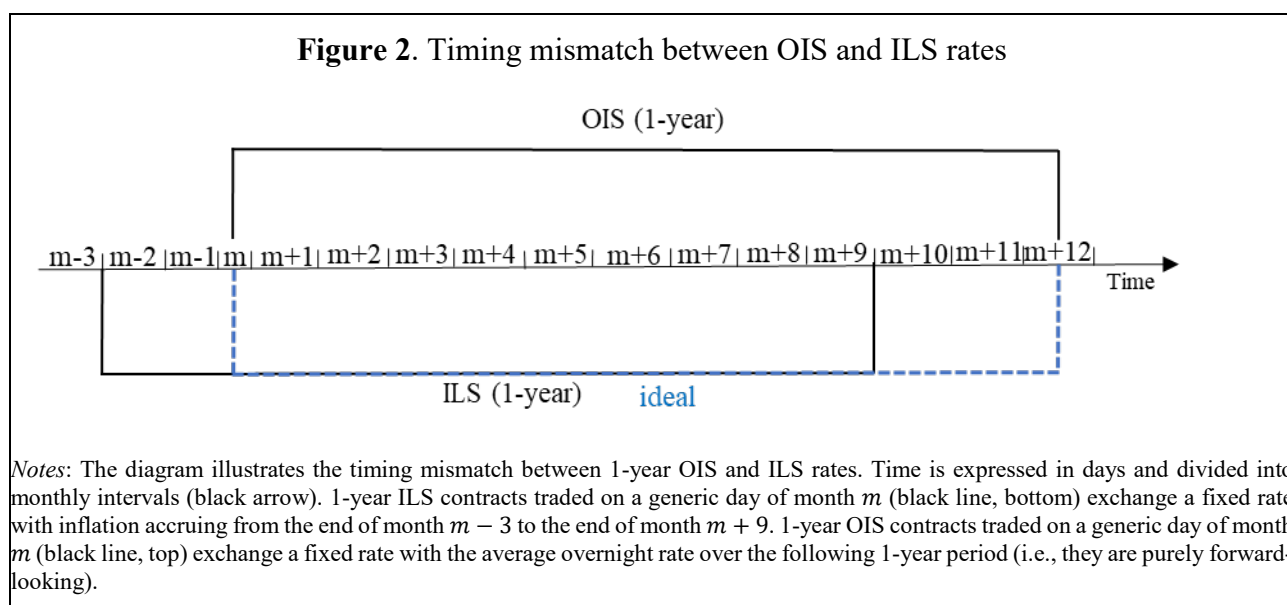 Figure 2. Timing mismatch between OIS and ILS rates
OIS (1-year)
m-3 m-2 m-1 m m+1 m+2 m+3 m+4 m+5 m+6 m+7 m+8 m+9 m+10 m+11 m+12
Time
ILS (1-year) ideal
Notes: The diagram illustrates the timing mismatch between 1-year OIS and ILS rates. Time is expressed in days and divided into
monthly intervals (black arrow). 1-year ILS contracts traded on a generic day of month m (black line, bottom) exchange a fixed rate
with inflation accruing from the end of month m − 3 to the end of month m + 9. 1-year OIS contracts traded on a generic day of month
m (black line, top) exchange a fixed rate with the average overnight rate over the following 1-year period (i.e., they are purely forward-
looking).